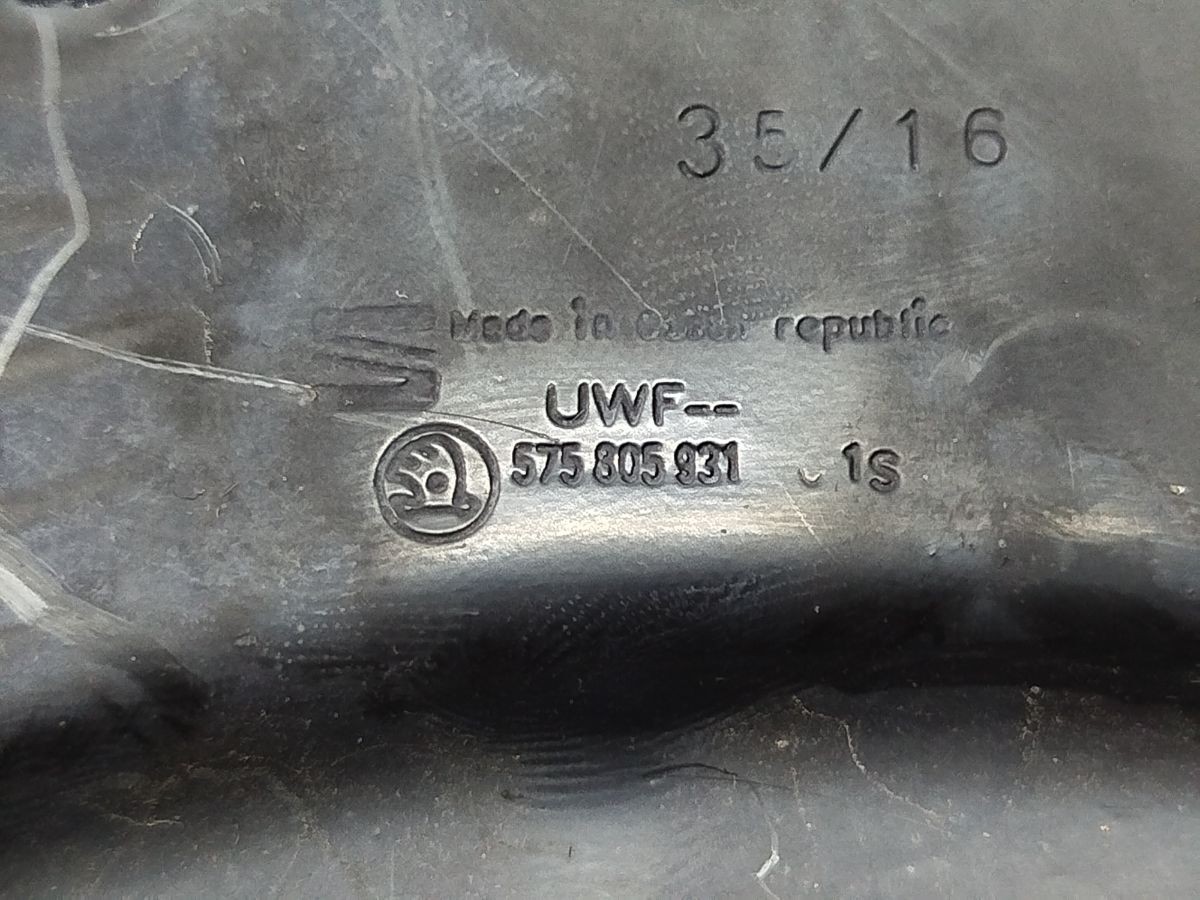 35/16
Made in Czech republic
UWF--
575 805 931 1S